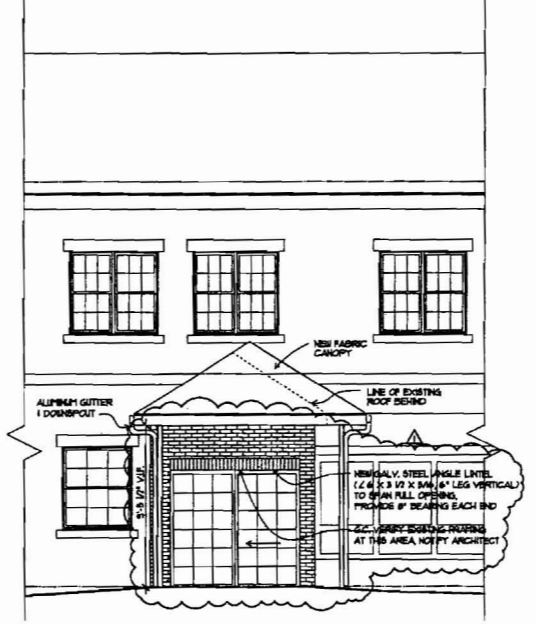 NEW FABRIC
CANOPY
LINE OF EXISTING
ROOF BEHIND
ALUMINUM GUTTER
& DOWNSPOUT
NEW GALV. STEEL ANGLE LINTEL
(L 6 X 3 1/2 X 5/16, 6" LEG VERTICAL)
TO SPAN FULL OPENING,
PROVIDE 8" BEARING EACH END
G.C. VERIFY EXISTING FRAMING
AT THIS AREA, NOTIFY ARCHITECT
V.I.F.